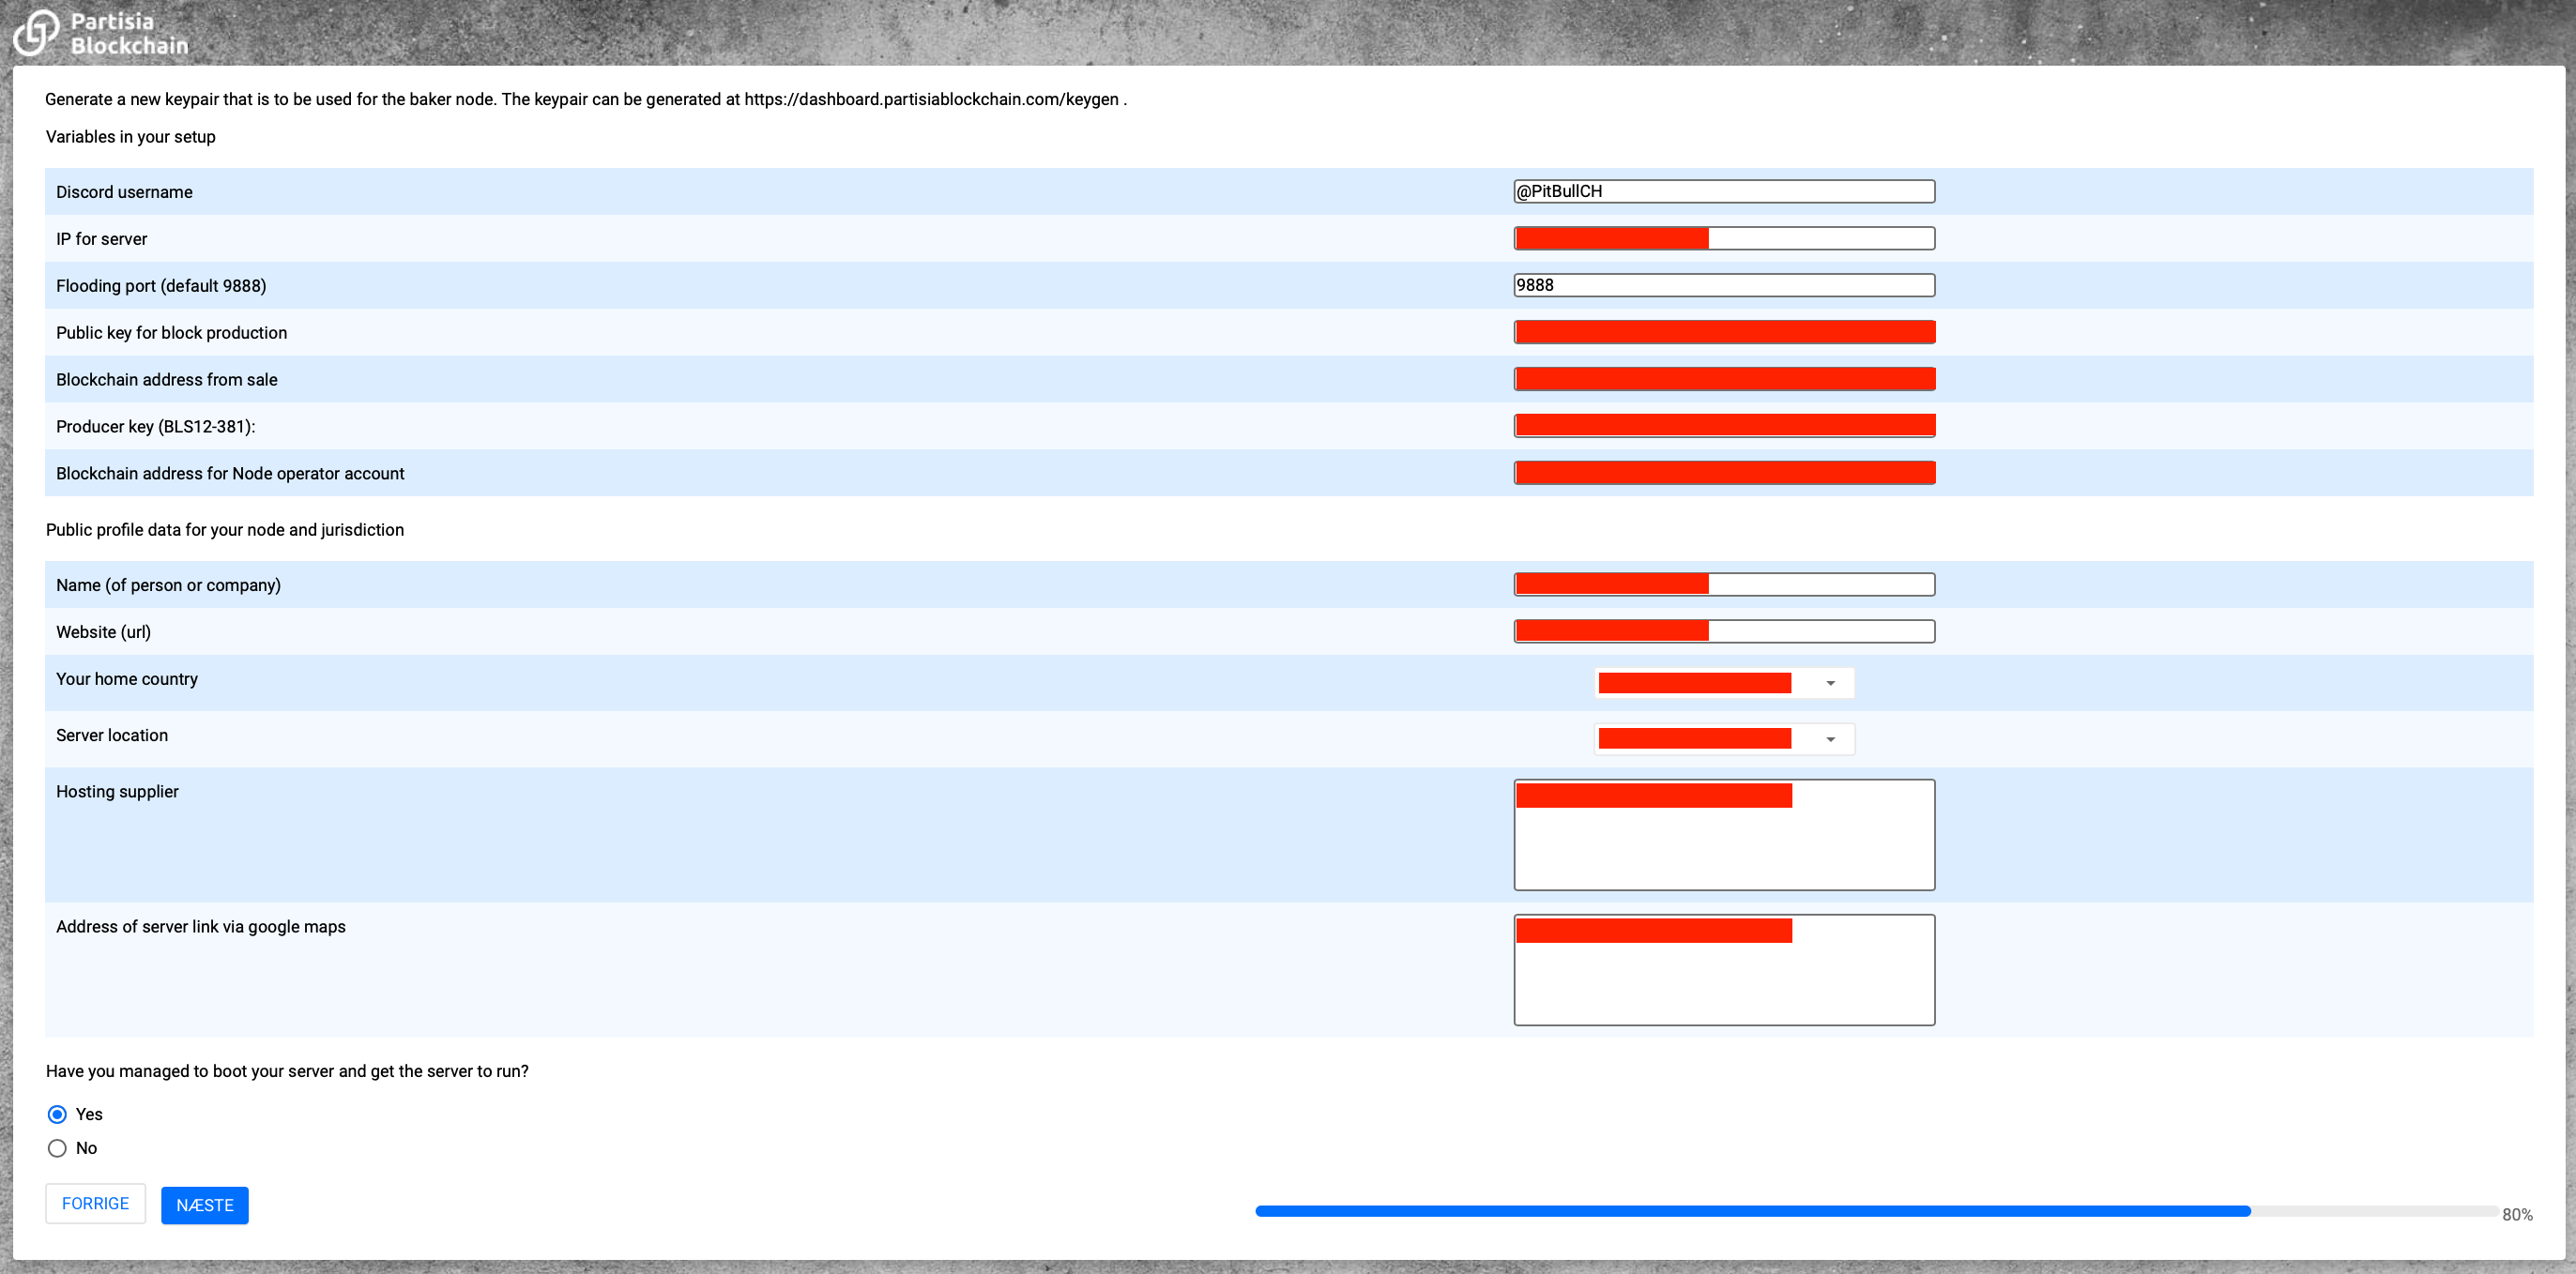 Partisia
Blockchain
Generate a new keypair that is to be used for the baker node. The keypair can be generated at https://dashboard.partisiablockchain.com/keygen .
Variables in your setup
Discord username
@PitBullCH
IP for server
Flooding port (default 9888)
9888
Public key for block production
Blockchain address from sale
Producer key (BLS12-381):
Blockchain address for Node operator account
Public profile data for your node and jurisdiction
Name (of person or company)
Website (url)
Your home country
Server location
Hosting supplier
Address of server link via google maps
Have you managed to boot your server and get the server to run?
Yes
No
FORRIGE
NÆSTE
80%